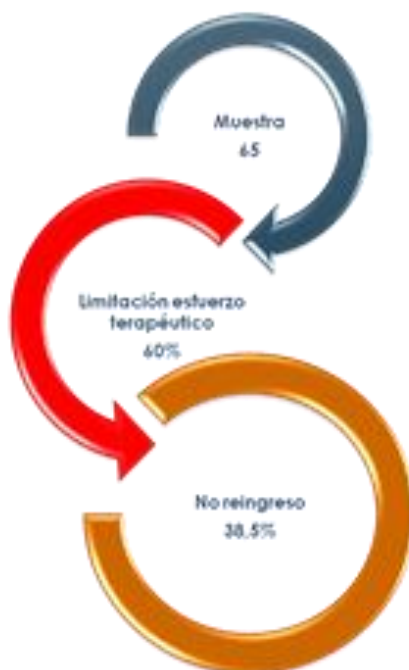 Muestra
65
Limitación esfuerzo
terapéutico
60%
No reingreso
38,5%